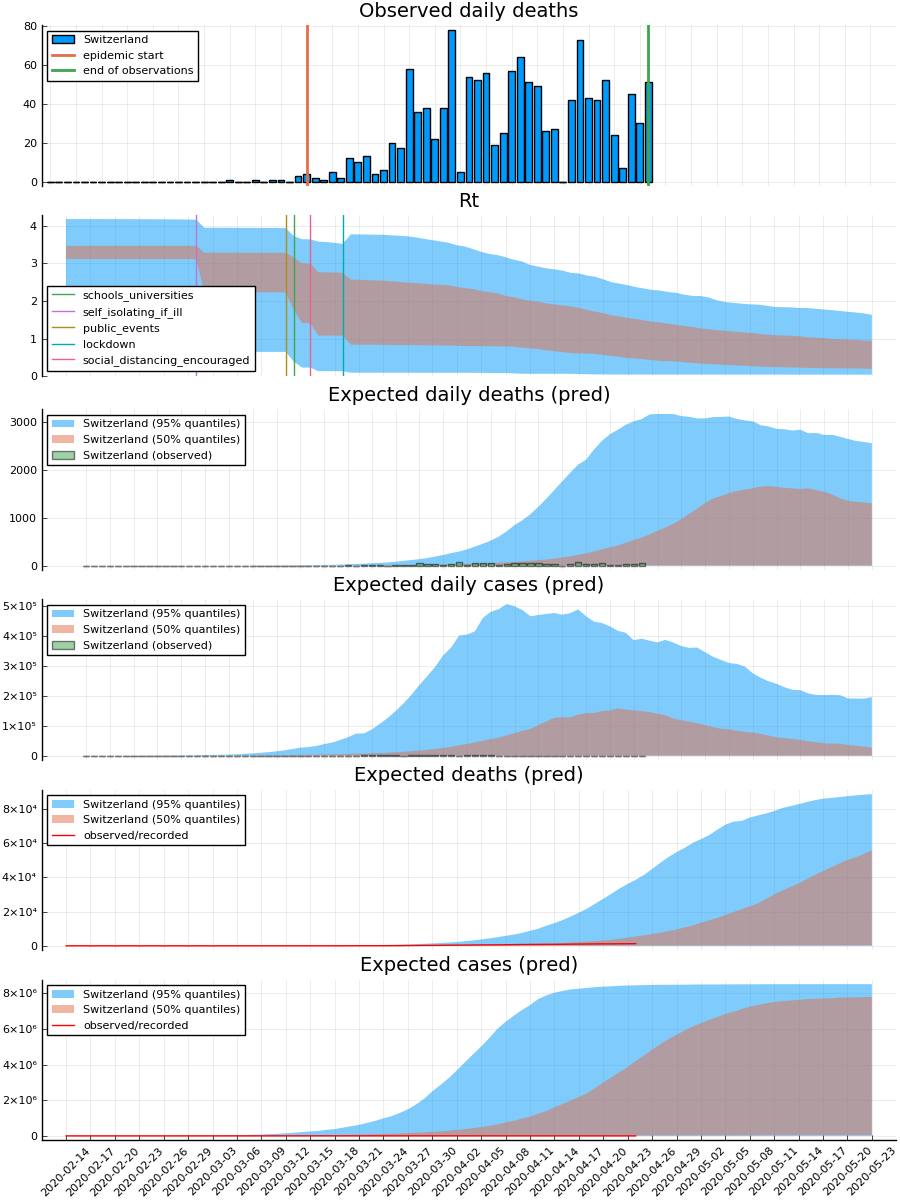 Observed daily deaths
80
60
40
20
0
Switzerland
epidemic start
end of observations
Rt
4
3
2
1
0
schools_universities
self_isolating_if_ill
public_events
lockdown
social_distancing_encouraged
Expected daily deaths (pred)
3000
2000
1000
0
Switzerland (95% quantiles)
Switzerland (50% quantiles)
Switzerland (observed)
Expected daily cases (pred)
5×10⁵
4×10⁵
3×10⁵
2×10⁵
1×10⁵
0
Switzerland (95% quantiles)
Switzerland (50% quantiles)
Switzerland (observed)
Expected deaths (pred)
8×10⁴
6×10⁴
4×10⁴
2×10⁴
0
Switzerland (95% quantiles)
Switzerland (50% quantiles)
observed/recorded
Expected cases (pred)
8×10⁶
6×10⁶
4×10⁶
2×10⁶
0
Switzerland (95% quantiles)
Switzerland (50% quantiles)
observed/recorded
2020-02-14
2020-02-17
2020-02-20
2020-02-23
2020-02-26
2020-02-29
2020-03-03
2020-03-06
2020-03-09
2020-03-12
2020-03-15
2020-03-18
2020-03-21
2020-03-24
2020-03-27
2020-03-30
2020-04-02
2020-04-05
2020-04-08
2020-04-11
2020-04-14
2020-04-17
2020-04-20
2020-04-23
2020-04-26
2020-04-29
2020-05-02
2020-05-05
2020-05-08
2020-05-11
2020-05-14
2020-05-17
2020-05-20
2020-05-23